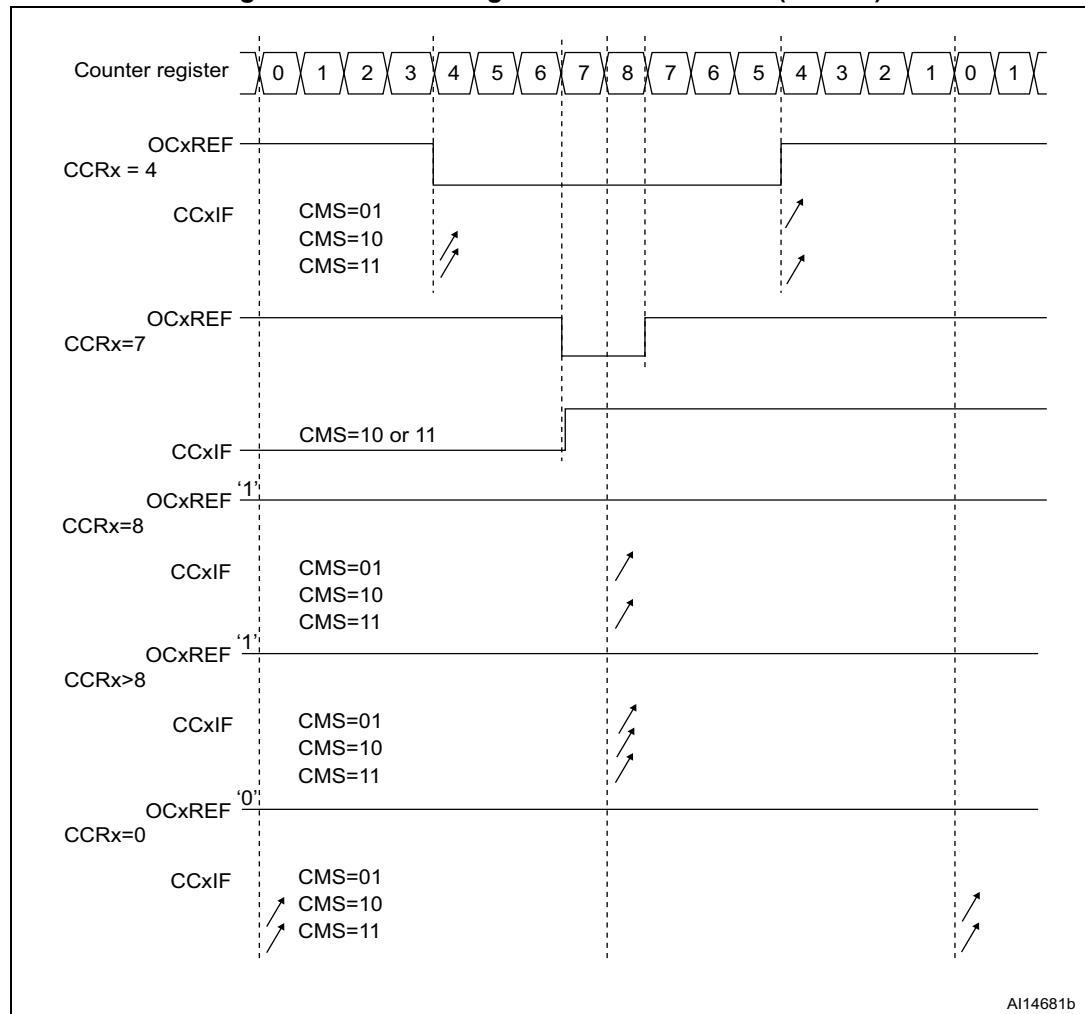 Counter register 0 1 2 3 4 5 6 7 8 7 6 5 4 3 2 1 0 1
OCxREF
CCRx = 4
CCxIF CMS=01
CMS=10
CMS=11
OCxREF
CCRx=7
CMS=10 or 11
CCxIF
OCxREF '1'
CCRx=8
CCxIF CMS=01
CMS=10
CMS=11
OCxREF '1'
CCRx>8
CCxIF CMS=01
CMS=10
CMS=11
OCxREF '0'
CCRx=0
CCxIF CMS=01
CMS=10
CMS=11
AI14681b